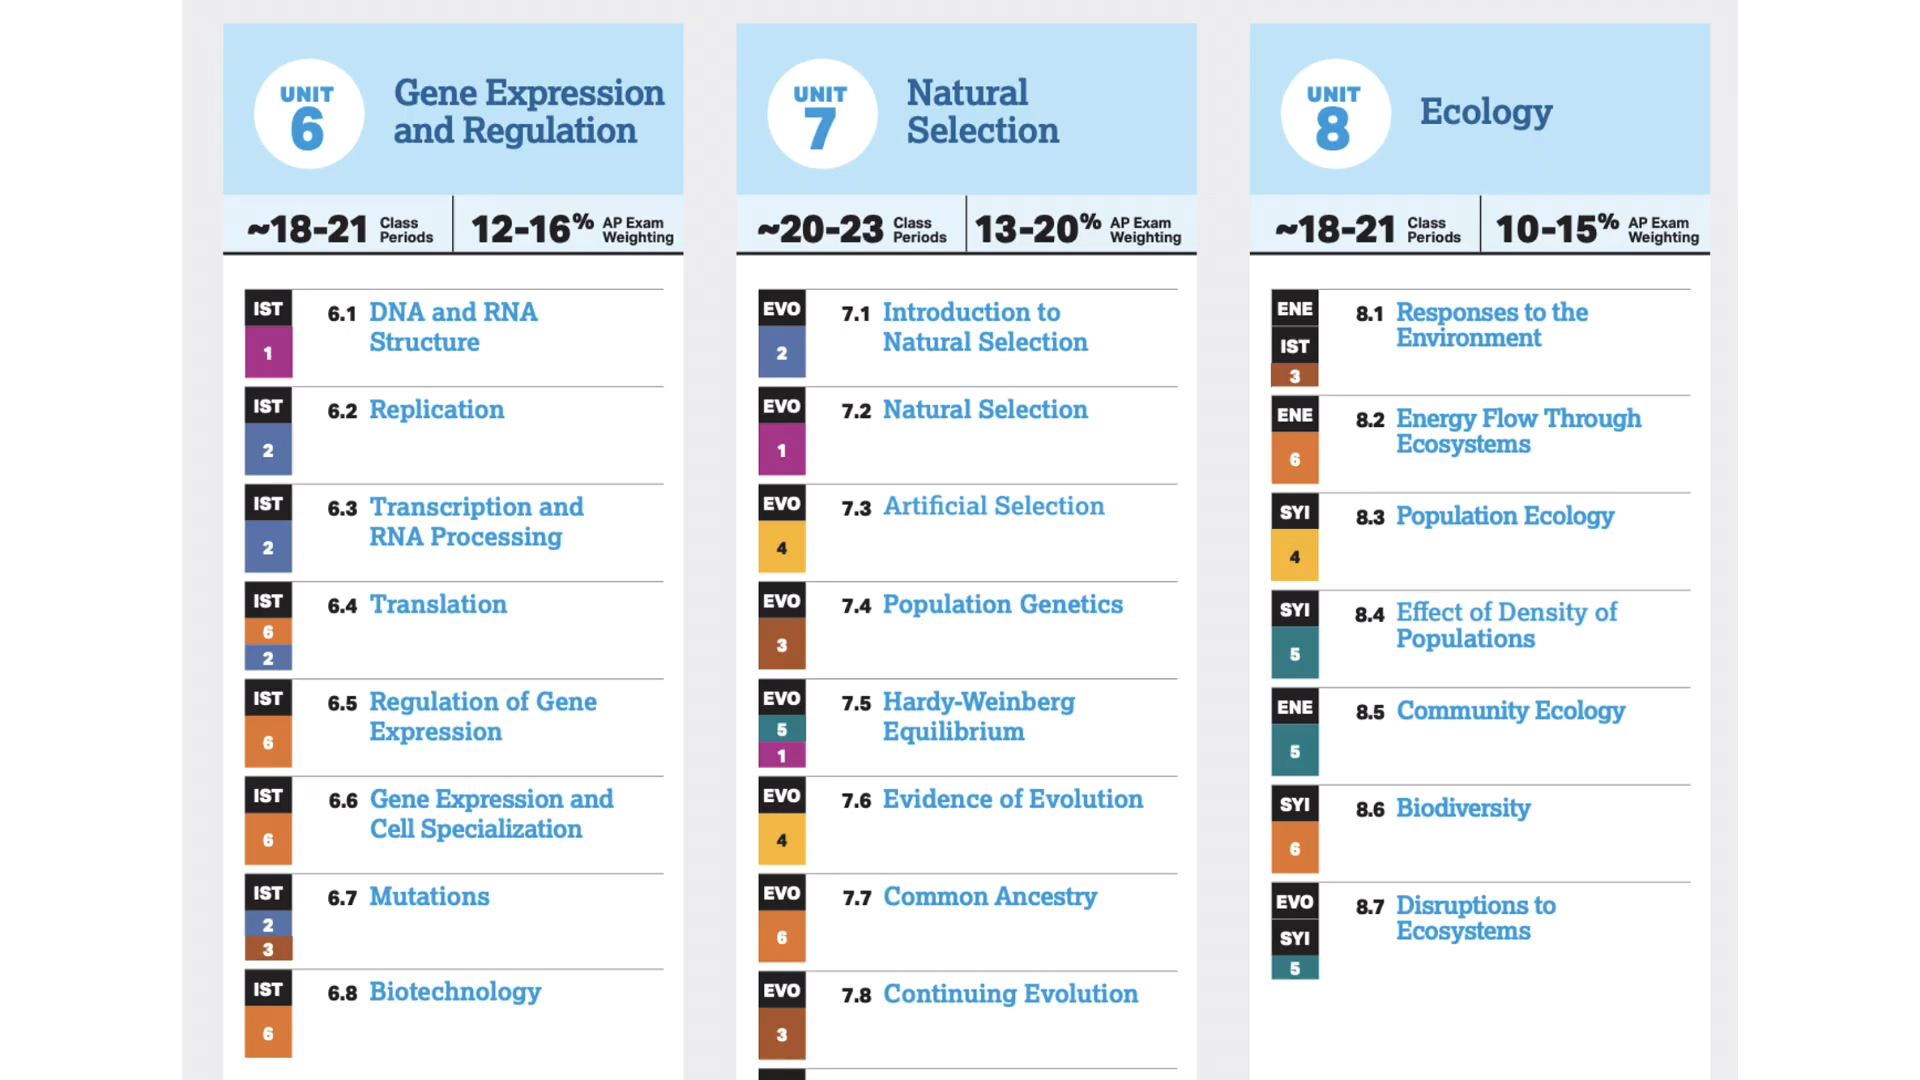 UNIT
6
Gene Expression
and Regulation
~18-21 Class
Periods
12-16% AP Exam
Weighting
IST
1
6.1 DNA and RNA
Structure
IST
2
6.2 Replication
IST
2
6.3 Transcription and
RNA Processing
IST
6
2
6.4 Translation
IST
6
6.5 Regulation of Gene
Expression
IST
6
6.6 Gene Expression and
Cell Specialization
IST
2
3
6.7 Mutations
IST
6
6.8 Biotechnology
UNIT
7
Natural
Selection
~20-23 Class
Periods
13-20% AP Exam
Weighting
EVO
2
7.1 Introduction to
Natural Selection
EVO
1
7.2 Natural Selection
EVO
4
7.3 Artificial Selection
EVO
3
7.4 Population Genetics
EVO
5
1
7.5 Hardy-Weinberg
Equilibrium
EVO
4
7.6 Evidence of Evolution
EVO
6
7.7 Common Ancestry
EVO
3
7.8 Continuing Evolution
UNIT
8
Ecology
~18-21 Class
Periods
10-15% AP Exam
Weighting
ENE
IST
3
8.1 Responses to the
Environment
ENE
6
8.2 Energy Flow Through
Ecosystems
SYI
4
8.3 Population Ecology
SYI
5
8.4 Effect of Density of
Populations
ENE
5
8.5 Community Ecology
SYI
6
8.6 Biodiversity
EVO
SYI
5
8.7 Disruptions to
Ecosystems